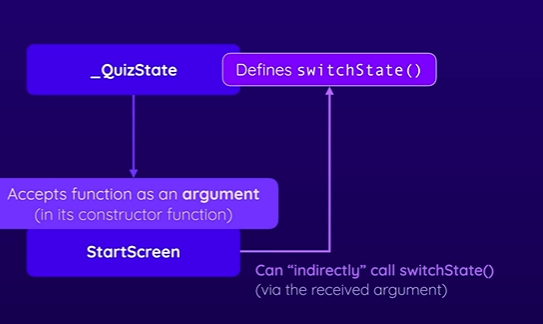 _QuizState
Defines switchState()
Accepts function as an argument
(in its constructor function)
StartScreen
Can “indirectly” call switchState()
(via the received argument)